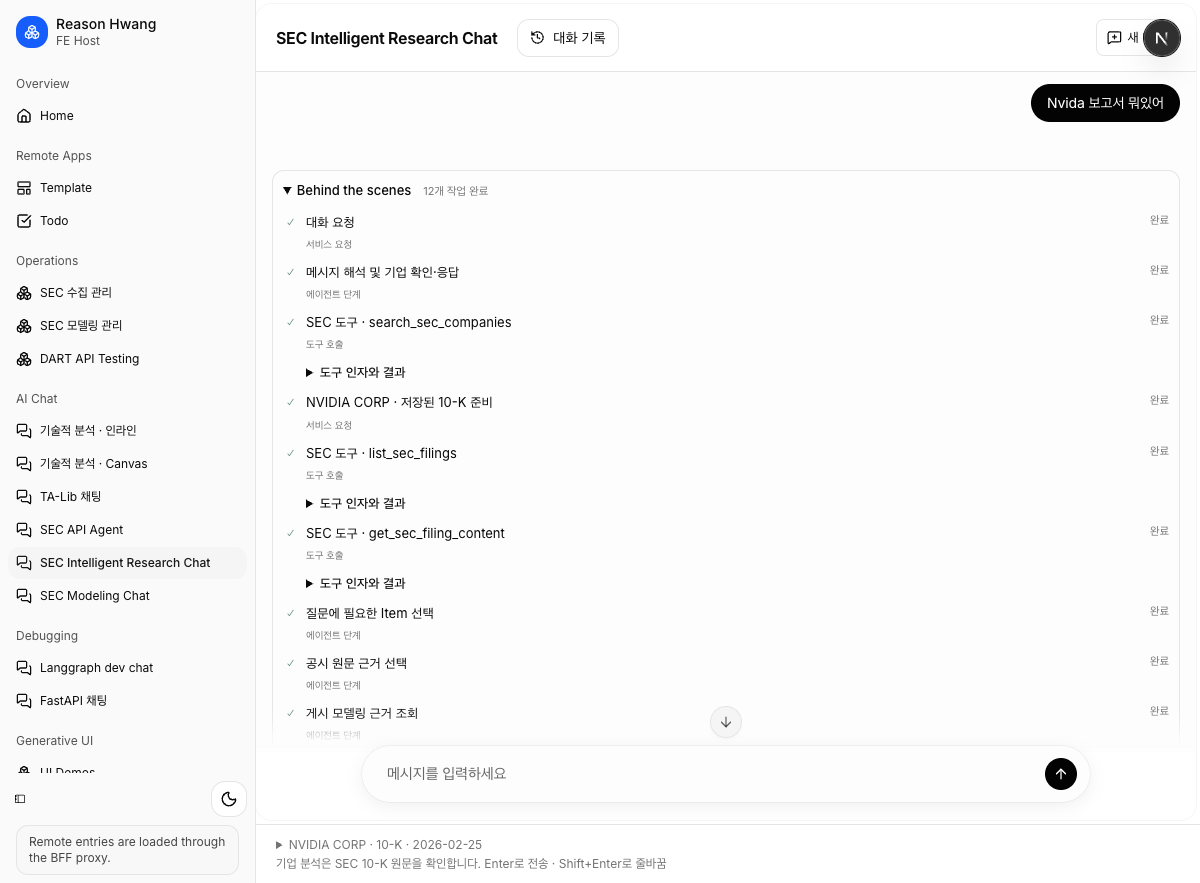 Reason Hwang
FE Host
Overview
Home
Remote Apps
Template
Todo
Operations
SEC 수집 관리
SEC 모델링 관리
DART API Testing
AI Chat
기술적 분석 · 인라인
기술적 분석 · Canvas
TA-Lib 채팅
SEC API Agent
SEC Intelligent Research Chat
SEC Modeling Chat
Debugging
Langgraph dev chat
FastAPI 채팅
Generative UI
UI Demos
Remote entries are loaded through
the BFF proxy.
SEC Intelligent Research Chat
대화 기록
새
N
Nvida 보고서 뭐있어
▼ Behind the scenes 12개 작업 완료
✓ 대화 요청 완료
서비스 요청
✓ 메시지 해석 및 기업 확인·응답 완료
에이전트 단계
✓ SEC 도구 · search_sec_companies 완료
도구 호출
▶ 도구 인자와 결과
✓ NVIDIA CORP · 저장된 10-K 준비 완료
서비스 요청
✓ SEC 도구 · list_sec_filings 완료
도구 호출
▶ 도구 인자와 결과
✓ SEC 도구 · get_sec_filing_content 완료
도구 호출
▶ 도구 인자와 결과
✓ 질문에 필요한 Item 선택 완료
에이전트 단계
✓ 공시 원문 근거 선택 완료
에이전트 단계
✓ 게시 모델링 근거 조회 완료
에이전트 단계
메시지를 입력하세요
▶ NVIDIA CORP · 10-K · 2026-02-25
기업 분석은 SEC 10-K 원문을 확인합니다. Enter로 전송 · Shift+Enter로 줄바꿈